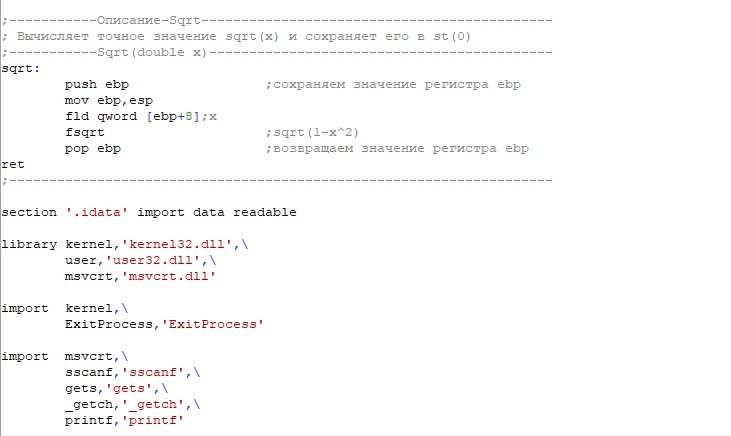 ;-----------Описание-Sqrt--------------------------------------------
; Вычисляет точное значение sqrt(x) и сохраняет его в st(0)
;-----------Sqrt(double x)-------------------------------------------
sqrt:
        push ebp                 ;сохраняем значение регистра ebp
        mov ebp,esp
        fld qword [ebp+8];x
        fsqrt                    ;sqrt(1-x^2)
        pop ebp                  ;возвращаем значение регистра ebp
ret
;--------------------------------------------------------------------
section '.idata' import data readable
library kernel,'kernel32.dll',\
        user,'user32.dll',\
        msvcrt,'msvcrt.dll'
import  kernel,\
        ExitProcess,'ExitProcess'
import  msvcrt,\
        sscanf,'sscanf',\
        gets,'gets',\
        _getch,'_getch',\
        printf,'printf'